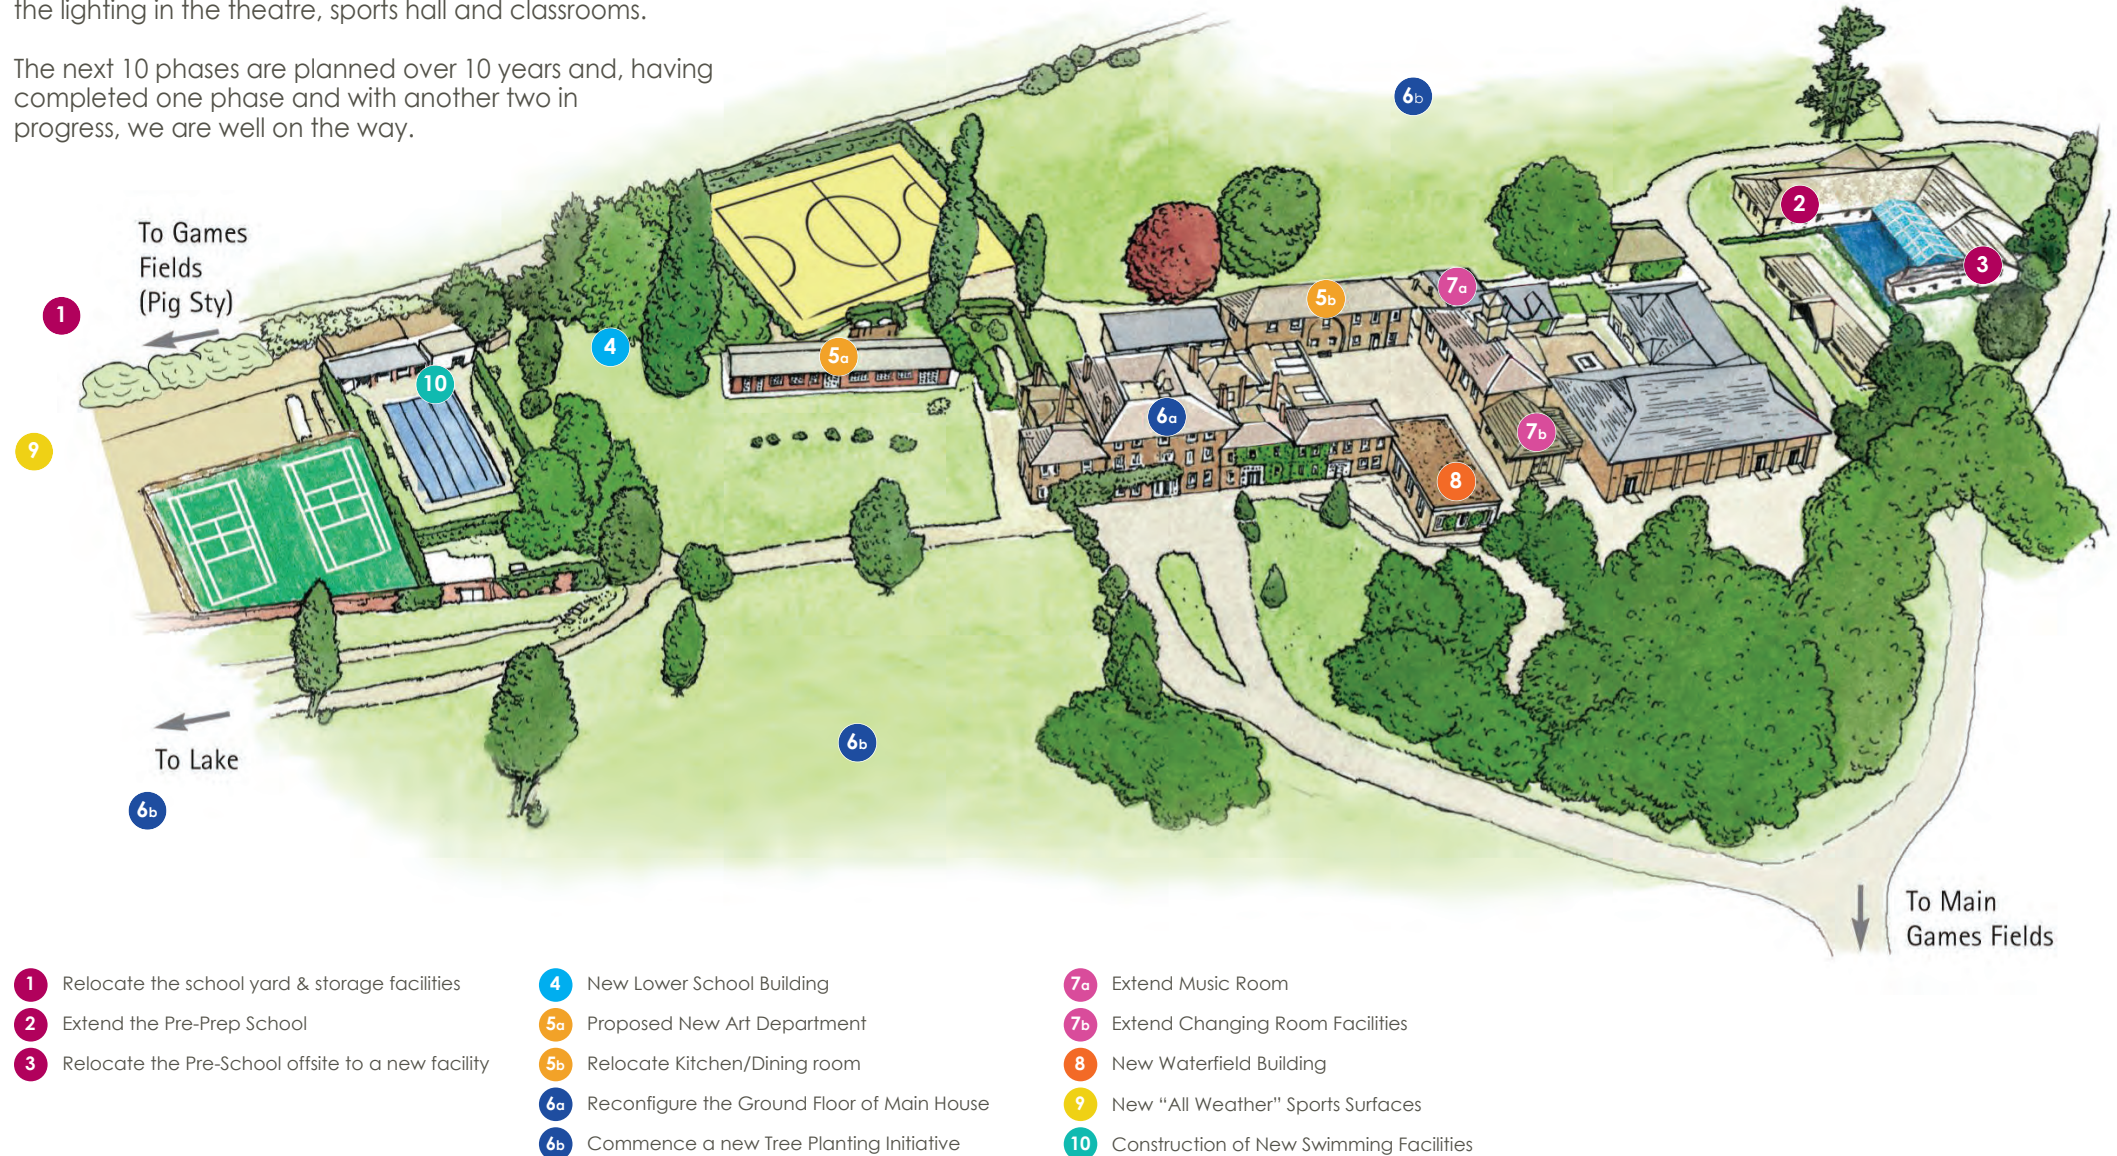 the lighting in the theatre, sports hall and classrooms.
The next 10 phases are planned over 10 years and, having
completed one phase and with another two in
progress, we are well on the way.
6b
2
To Games
Fields
(Pig Sty)
1
3
7a
5b
4
5a
10
6a
7b
9
8
6b
To Lake
6b
To Main
Games Fields
1 Relocate the school yard & storage facilities
2 Extend the Pre-Prep School
3 Relocate the Pre-School offsite to a new facility
4 New Lower School Building
5a Proposed New Art Department
5b Relocate Kitchen/Dining room
6a Reconfigure the Ground Floor of Main House
6b Commence a new Tree Planting Initiative
7a Extend Music Room
7b Extend Changing Room Facilities
8 New Waterfield Building
9 New “All Weather” Sports Surfaces
10 Construction of New Swimming Facilities